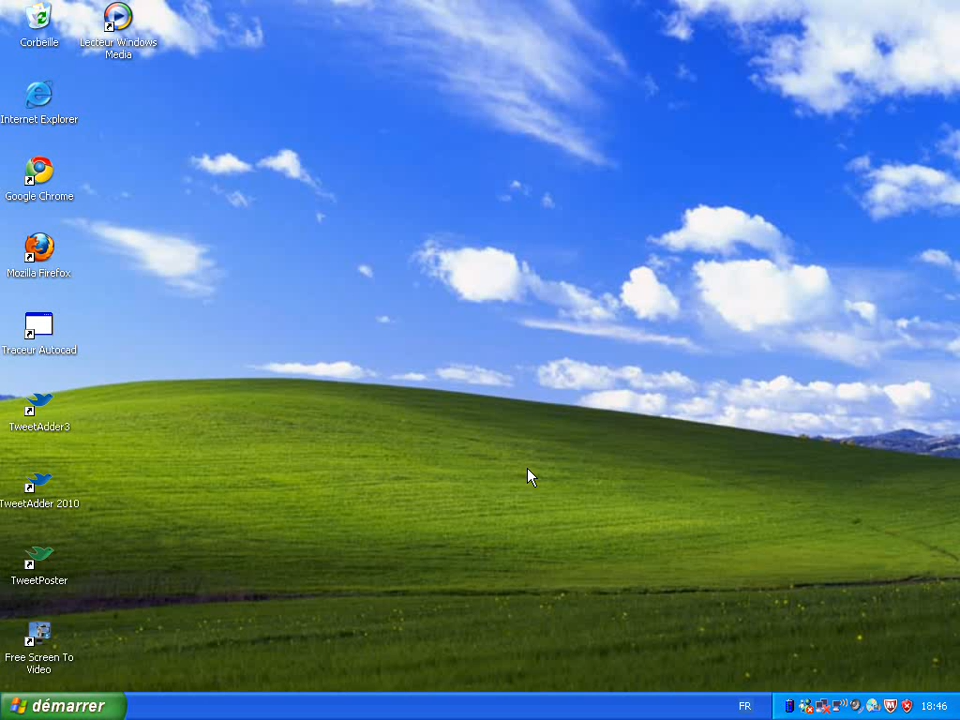 Corbeille
Lecteur Windows
Media
Internet Explorer
Google Chrome
Mozilla Firefox
Traceur Autocad
TweetAdder3
TweetAdder 2010
TweetPoster
Free Screen To
Video
démarrer
FR
18:46